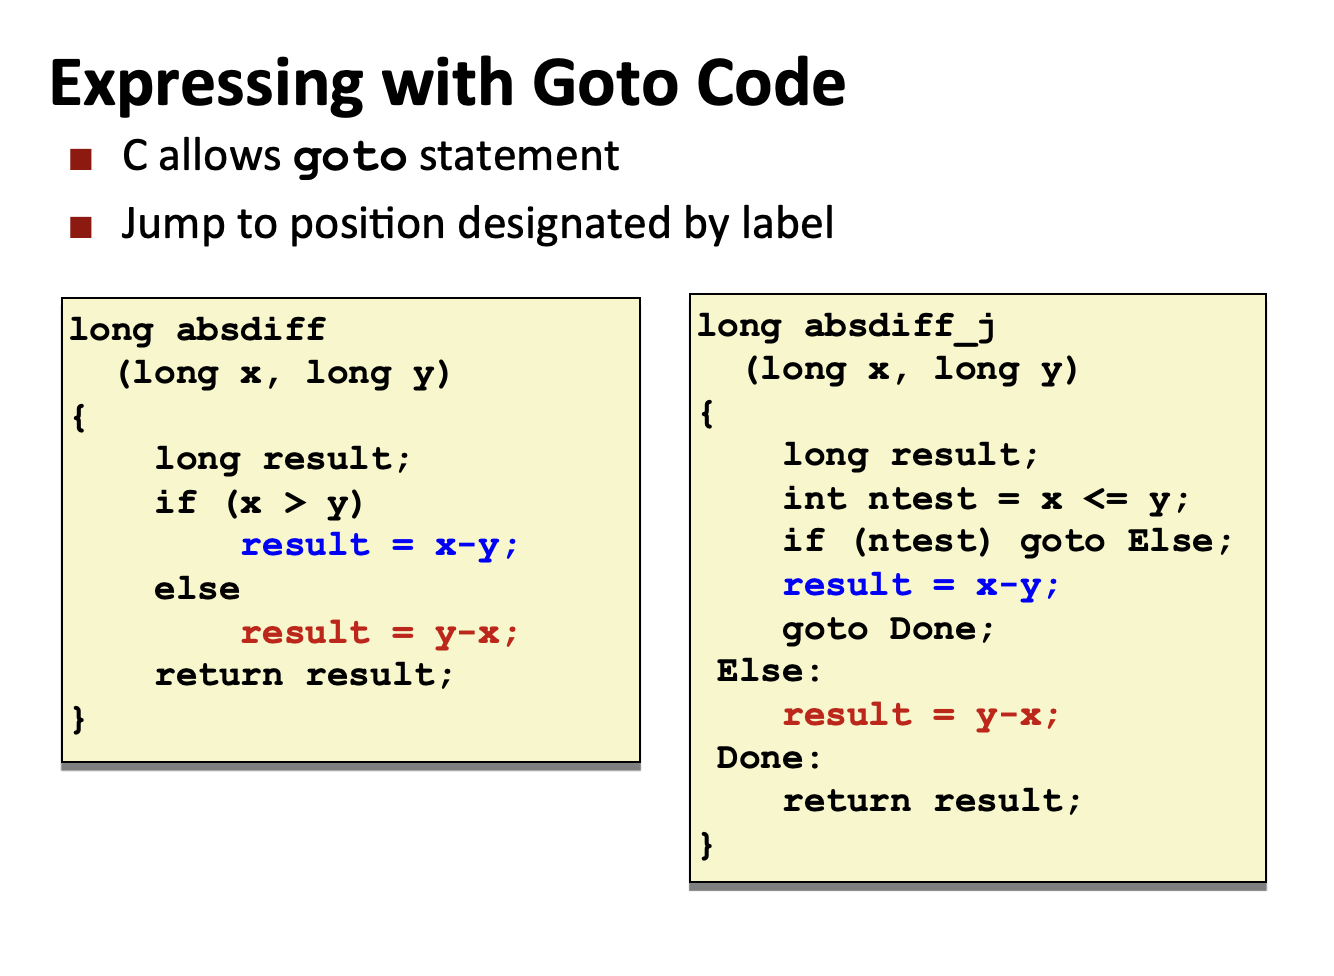 Expressing with Goto Code
■ C allows goto statement
■ Jump to position designated by label
long absdiff
  (long x, long y)
{
    long result;
    if (x > y)
        result = x-y;
    else
        result = y-x;
    return result;
}
long absdiff_j
  (long x, long y)
{
    long result;
    int ntest = x <= y;
    if (ntest) goto Else;
    result = x-y;
    goto Done;
 Else:
    result = y-x;
 Done:
    return result;
}